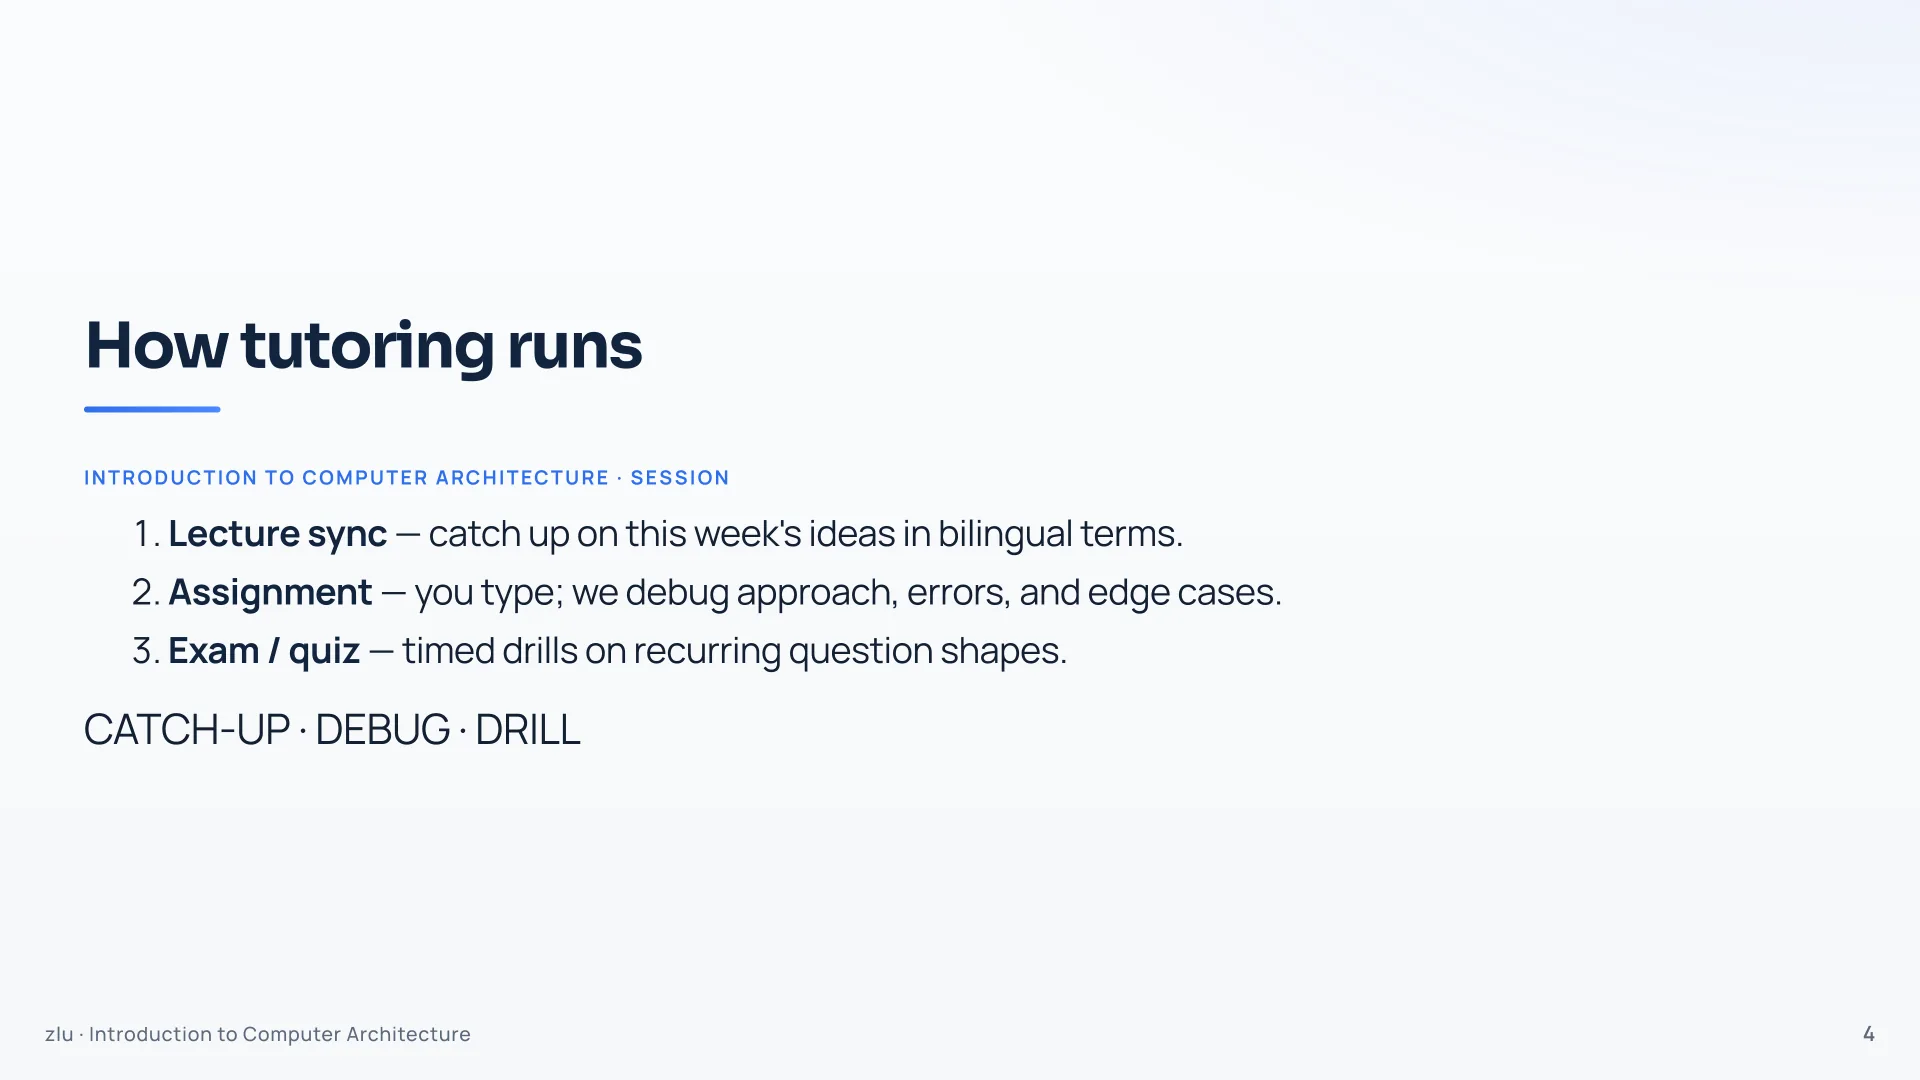 How tutoring runs
INTRODUCTION TO COMPUTER ARCHITECTURE · SESSION
1. Lecture sync — catch up on this week's ideas in bilingual terms.
2. Assignment — you type; we debug approach, errors, and edge cases.
3. Exam / quiz — timed drills on recurring question shapes.
CATCH-UP · DEBUG · DRILL
zlu · Introduction to Computer Architecture
4